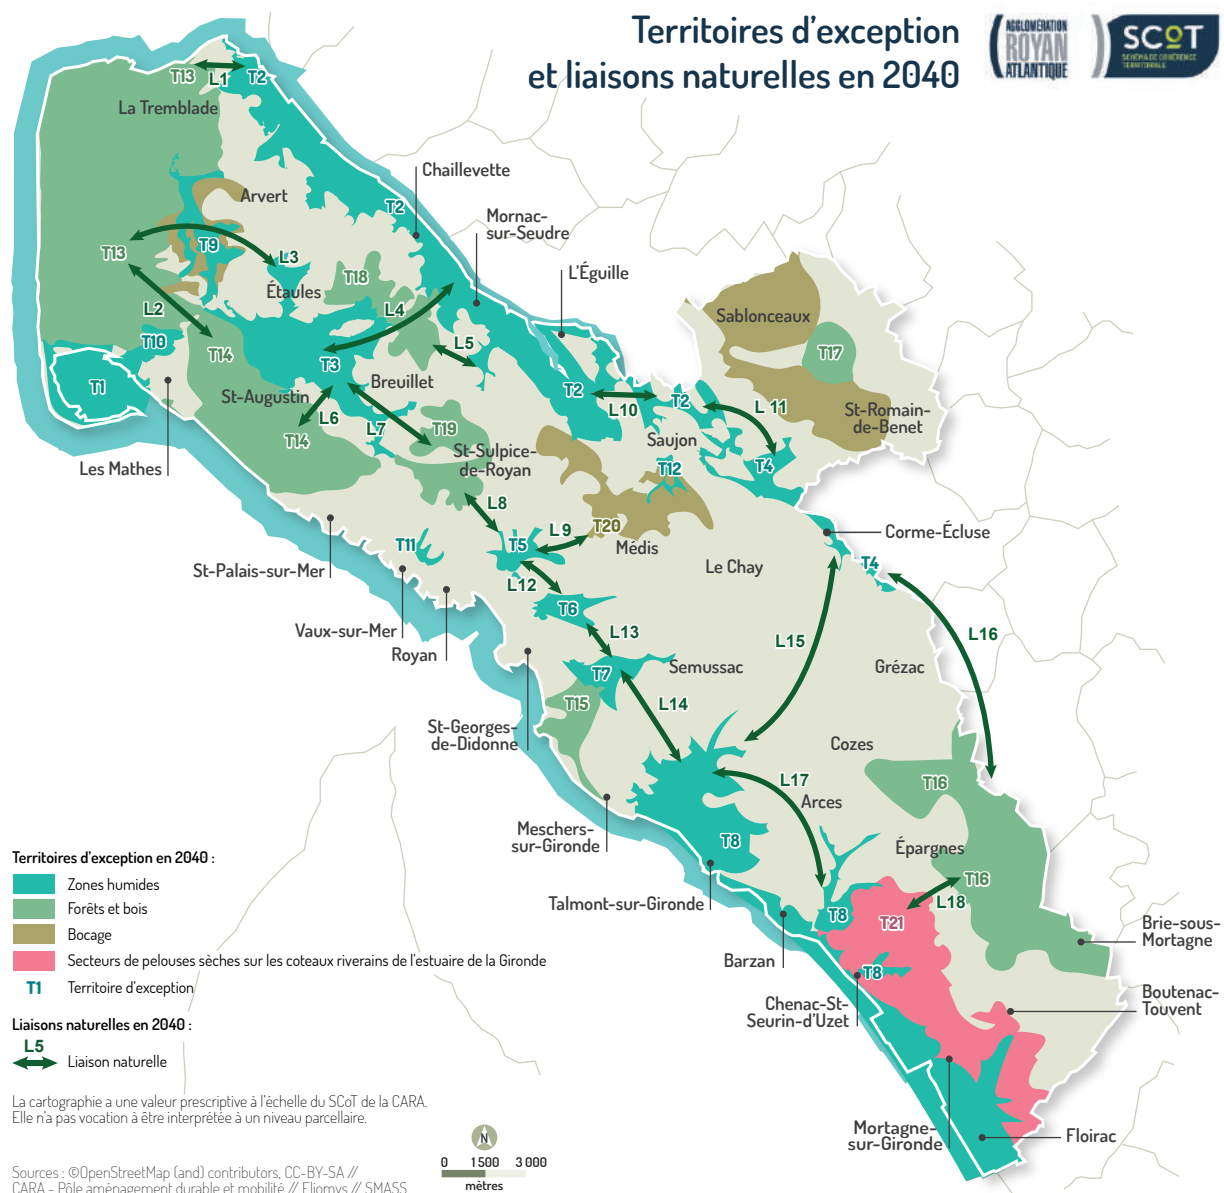 Territoires d'exception
et liaisons naturelles en 2040
AGGLOMÉRATION
ROYAN
ATLANTIQUE
SCOT
SCHÉMA DE COHÉRENCE
TERRITORIALE
T13
L1
T2
La Tremblade
Chaillevette
Arvert
T2
Mornac-
sur-Seudre
T13
T9
L3
L'Éguille
Étaules
T18
L2
L4
Sablonceaux
T10
T14
T3
L5
T17
T1
Breuillet
St-Augustin
T2
L10
T2
L 11
St-Romain-
de-Benet
L6
L7
T14
T19
Saujon
St-Sulpice-
de-Royan
T12
T4
Les Mathes
L8
L9
T20
Corme-Écluse
T11
T5
Médis
Le Chay
T4
St-Palais-sur-Mer
L12
T6
Vaux-sur-Mer
L13
L15
L16
Royan
Semussac
Grézac
T7
T15
L14
St-Georges-
de-Didonne
Cozes
L17
T16
Arces
Meschers-
sur-Gironde
T8
Épargnes
T16
Talmont-sur-Gironde
T8
T21
L18
Brie-sous-
Mortagne
Barzan
T8
Chenac-St-
Seurin-d'Uzet
Boutenac-
Touvent
Mortagne-
sur-Gironde
Floirac
Territoires d'exception en 2040 :
Zones humides
Forêts et bois
Bocage
Secteurs de pelouses sèches sur les coteaux riverains de l'estuaire de la Gironde
T1 Territoire d'exception
Liaisons naturelles en 2040 :
L5
Liaison naturelle
La cartographie a une valeur prescriptive à l'échelle du SCoT de la CARA.
Elle n'a pas vocation à être interprétée à un niveau parcellaire.
N
0 1500 3 000
mètres
Sources : ©OpenStreetMap (and) contributors, CC-BY-SA //
CARA - Pôle aménagement durable et mobilité // Eliomys // SMASS